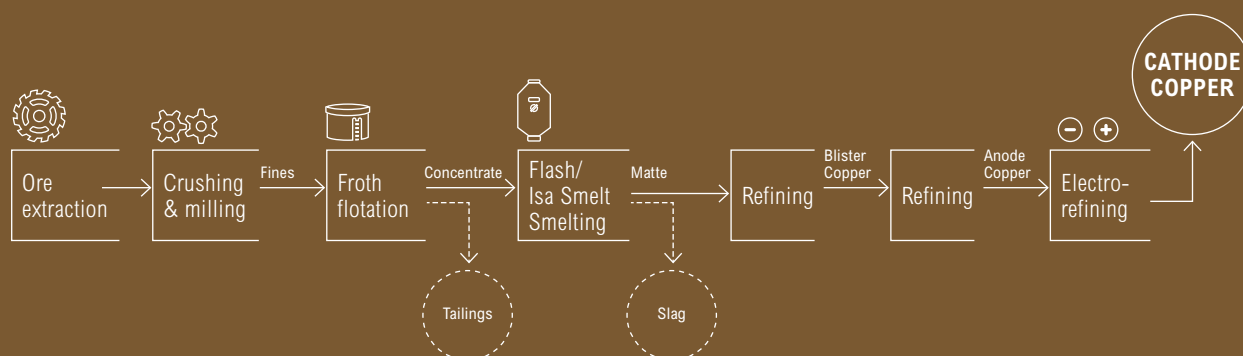 CATHODE
COPPER
Ore
extraction
Crushing
& milling
Fines
Froth
flotation
Concentrate
Flash/
Isa Smelt
Smelting
Matte
Refining
Blister
Copper
Refining
Anode
Copper
Electro-
refining
Tailings
Slag